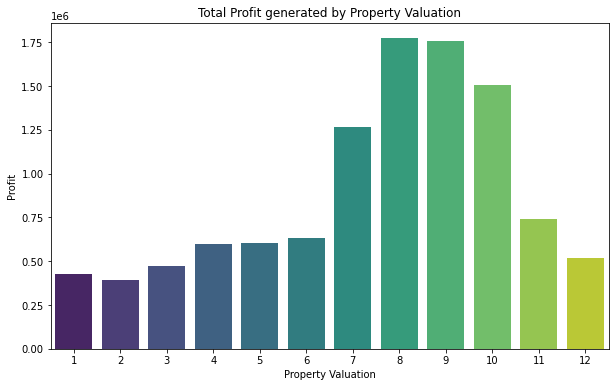 Total Profit generated by Property Valuation
1e6
1.75
1.50
1.25
1.00
0.75
0.50
0.25
0.00
Profit
1 2 3 4 5 6 7 8 9 10 11 12
Property Valuation